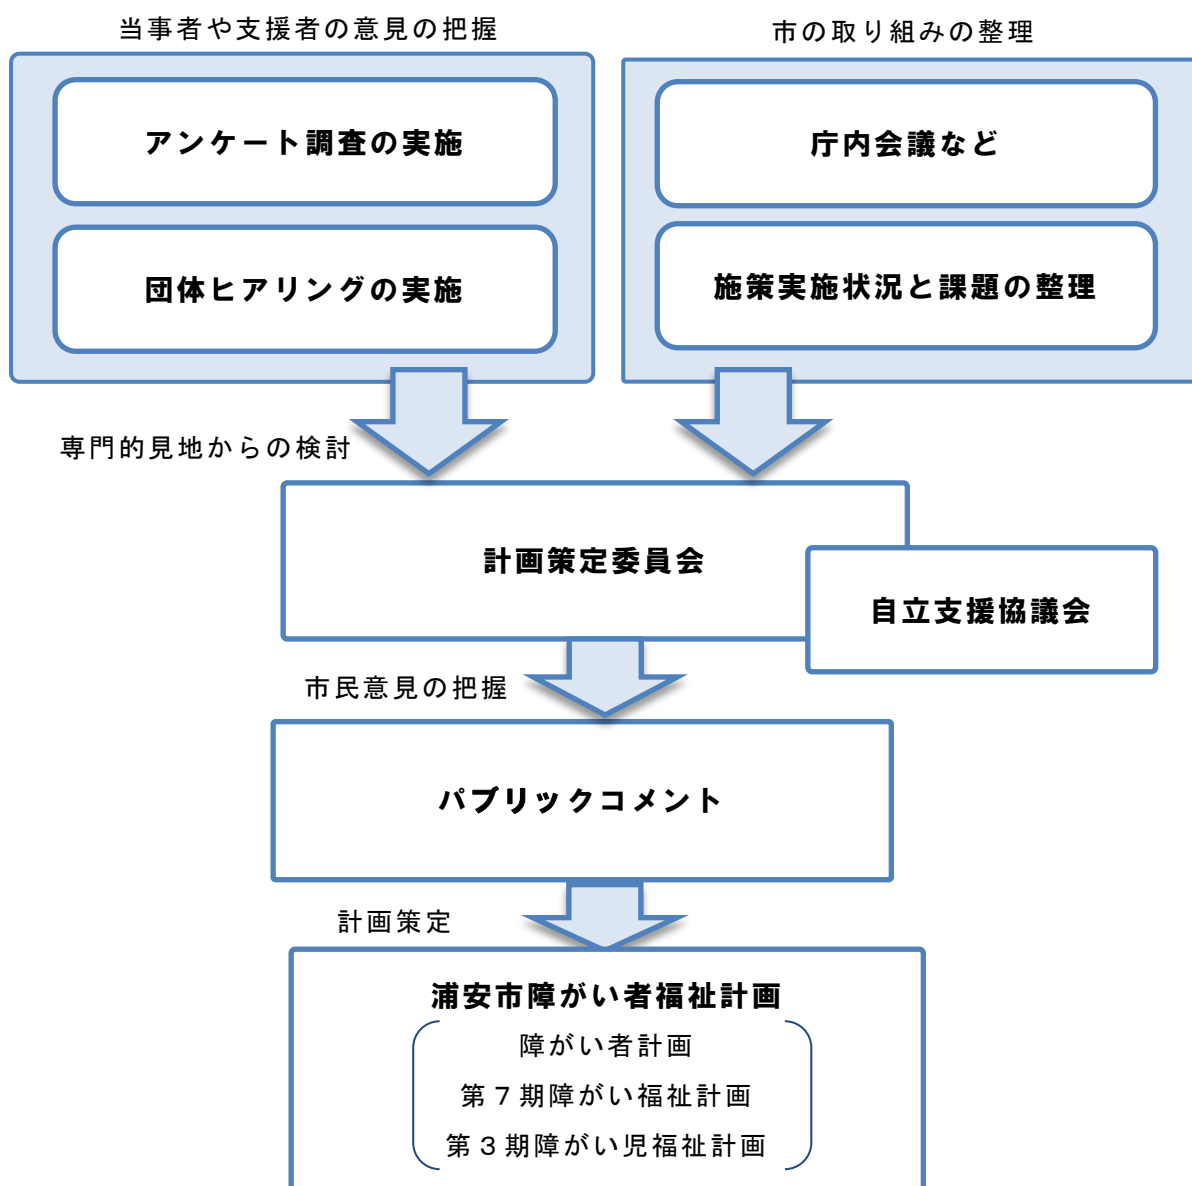 当事者や支援者の意見の把握
アンケート調査の実施
団体ヒアリングの実施
市の取り組みの整理
庁内会議など
施策実施状況と課題の整理
専門的見地からの検討
計画策定委員会
自立支援協議会
市民意見の把握
パブリックコメント
計画策定
浦安市障がい者福祉計画
障がい者計画
第７期障がい福祉計画
第３期障がい児福祉計画